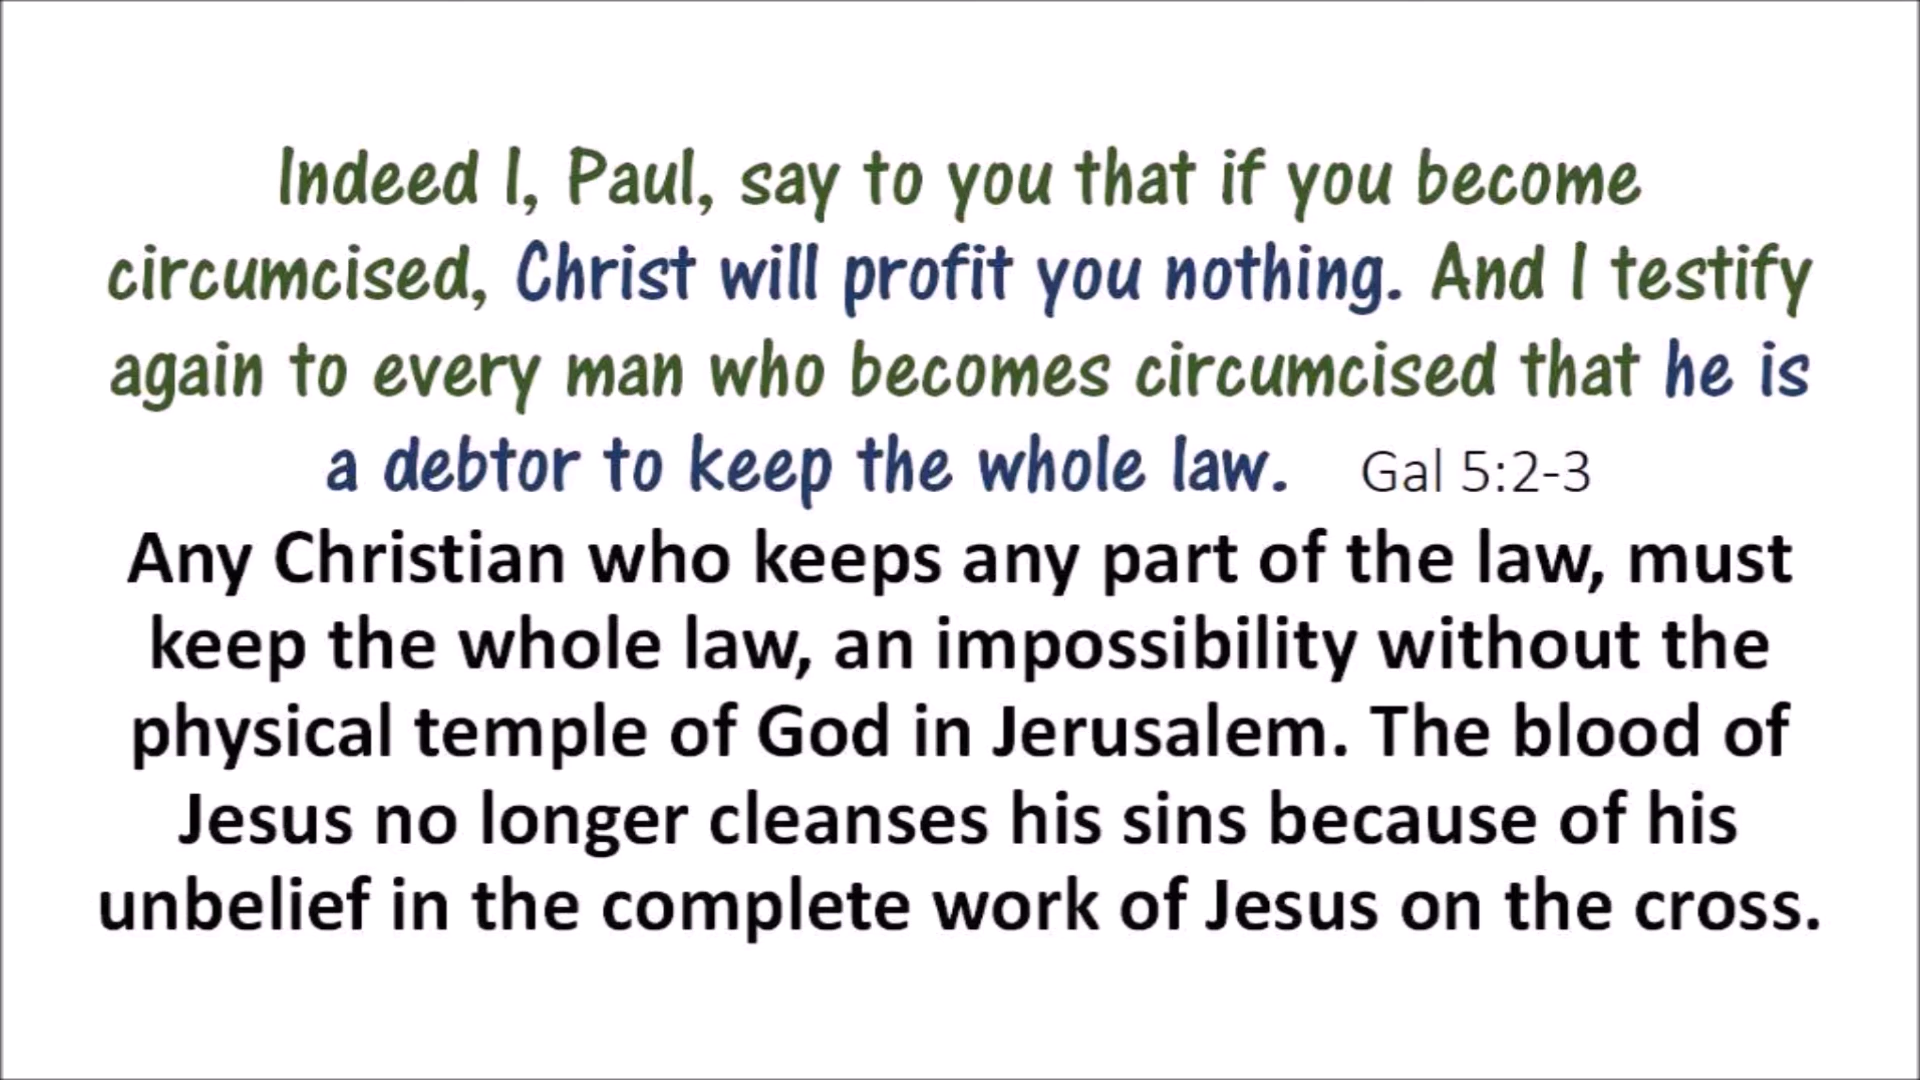 Indeed I, Paul, say to you that if you become
circumcised, Christ will profit you nothing. And I testify
again to every man who becomes circumcised that he is
a debtor to keep the whole law. Gal 5:2-3
Any Christian who keeps any part of the law, must
keep the whole law, an impossibility without the
physical temple of God in Jerusalem. The blood of
Jesus no longer cleanses his sins because of his
unbelief in the complete work of Jesus on the cross.